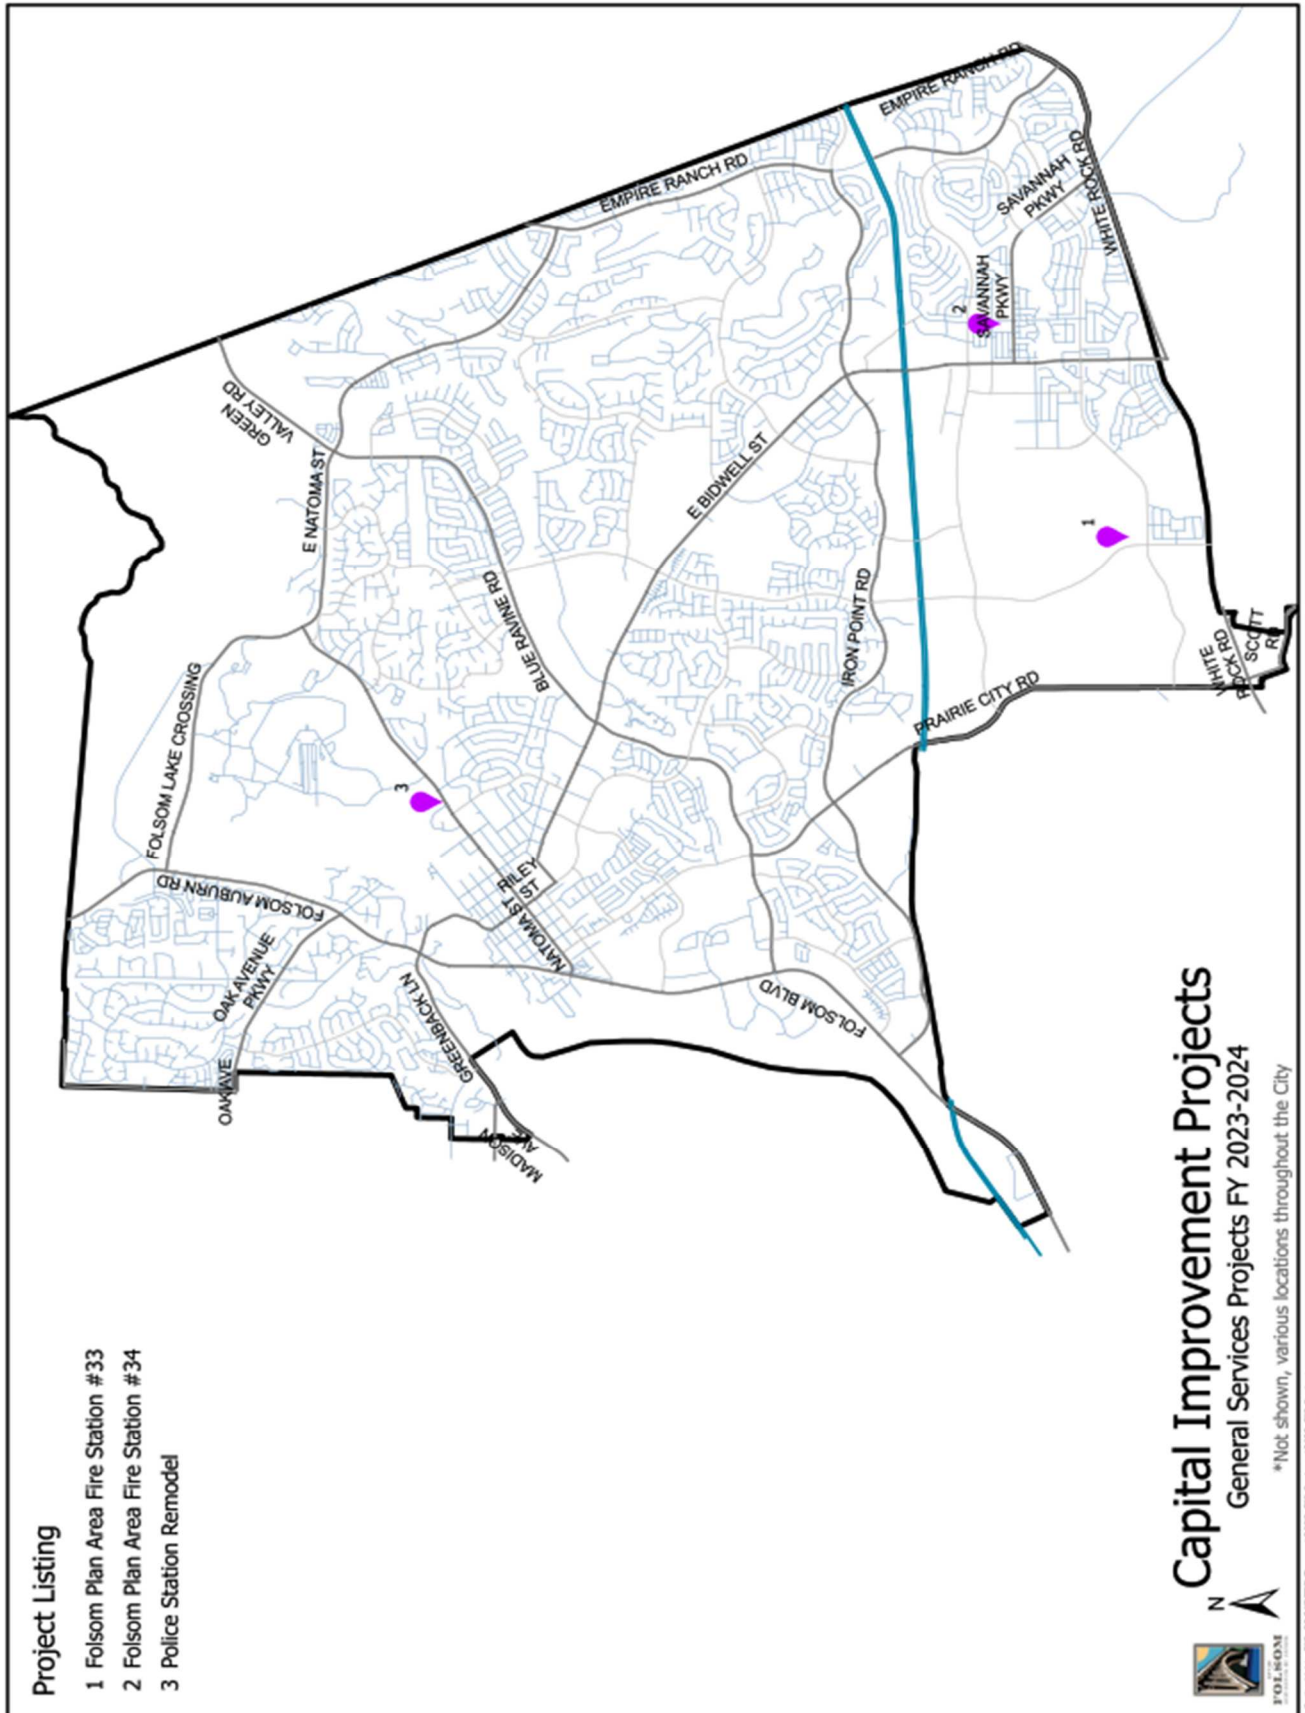 Project Listing
1 Folsom Plan Area Fire Station #33
2 Folsom Plan Area Fire Station #34
3 Police Station Remodel
FOLSOM LAKE CROSSING
FOLSOM AUBURN RD
OAK AVENUE
PKWY
OAK AVE
GREENBACK LN
MADISON
AVE
GREEN
VALLEY RD
E NATOMA ST
3
RILEY
ST
NATOMA ST
BLUE RAVINE RD
E BIDWELL ST
EMPIRE RANCH RD
EMPIRE RANCH RD
FOLSOM BLVD
IRON POINT RD
PRAIRIE CITY RD
2
SAVANNAH
PKWY
SAVANNAH
PKWY
WHITE ROCK RD
1
WHITE
ROCK RD
SCOTT
RD
N
FOLSOM
Capital Improvement Projects
General Services Projects FY 2023-2024
*Not shown, various locations throughout the City